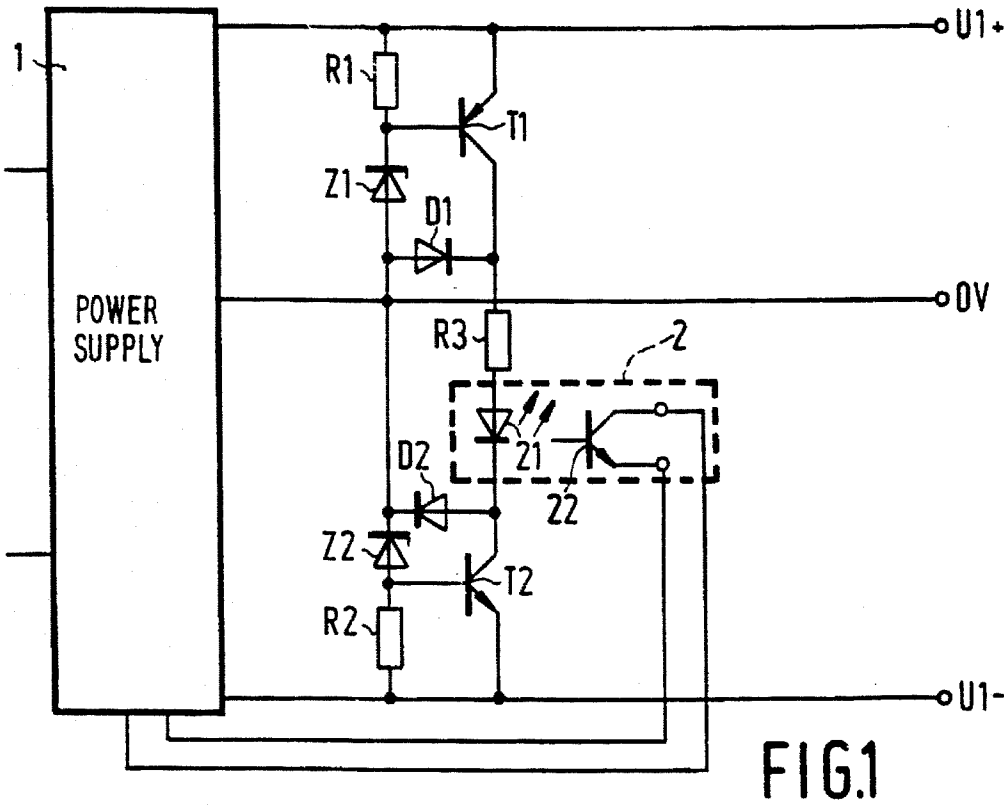 U1+
1
R1
T1
Z1
D1
POWER
SUPPLY
0V
R3
2
21
D2
22
Z2
T2
R2
U1-
FIG.1